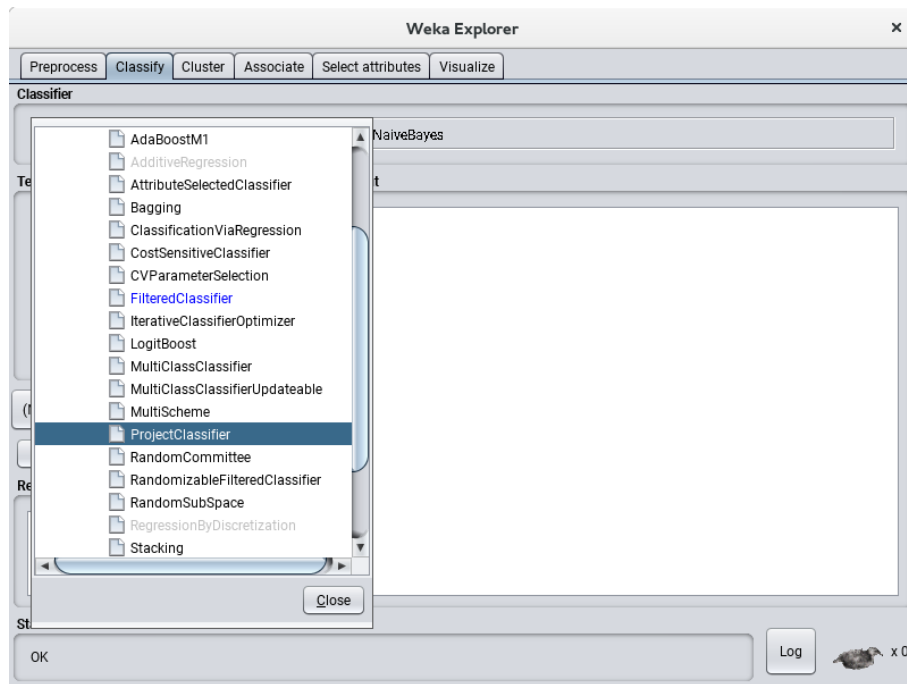 Weka Explorer ×
Preprocess Classify Cluster Associate Select attributes Visualize
Classifier
NaiveBayes
AdaBoostM1
AdditiveRegression
AttributeSelectedClassifier
Bagging
ClassificationViaRegression
CostSensitiveClassifier
CVParameterSelection
FilteredClassifier
IterativeClassifierOptimizer
LogitBoost
MultiClassClassifier
MultiClassClassifierUpdateable
MultiScheme
ProjectClassifier
RandomCommittee
RandomizableFilteredClassifier
RandomSubSpace
RegressionByDiscretization
Stacking
Close
OK
Log
x 0